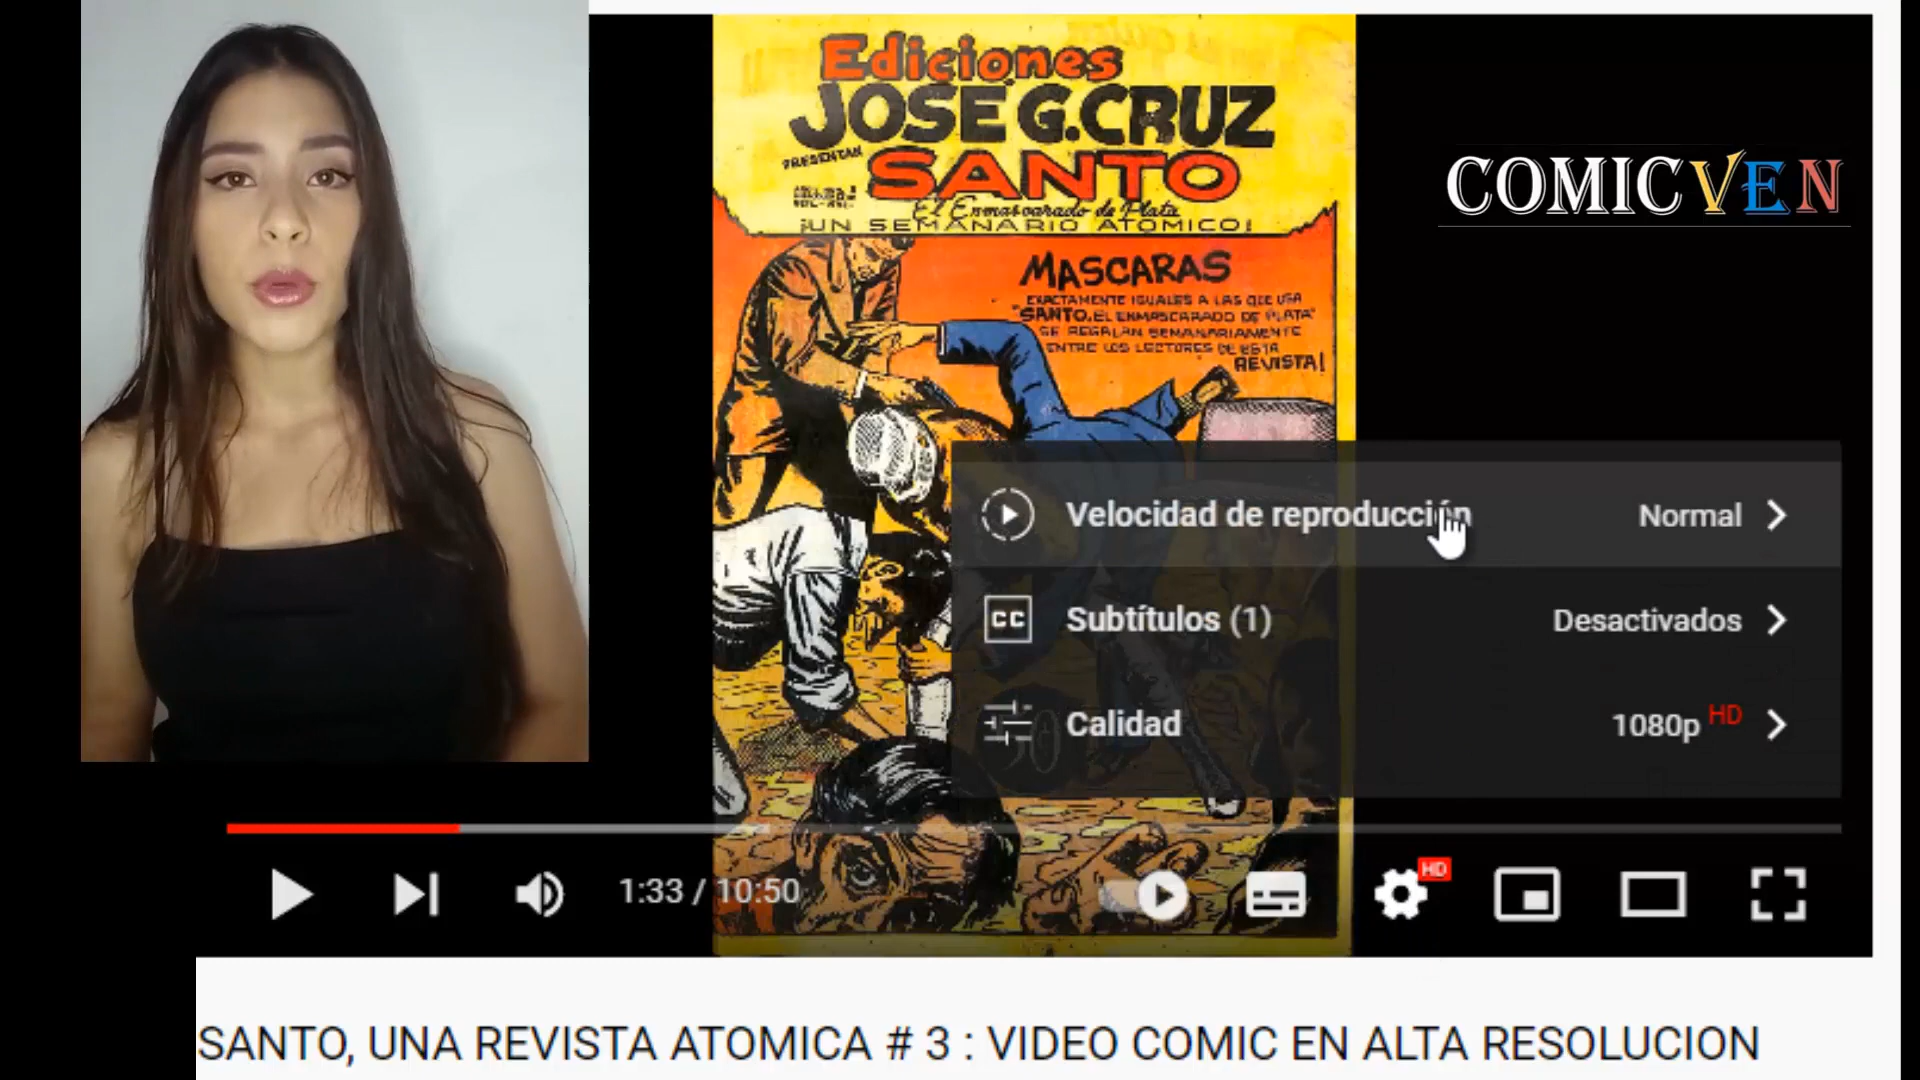 Ediciones
JOSE G. CRUZ
PRESENTAN
SANTO
El Enmascarado de Plata
¡UN SEMANARIO ATOMICO!
MASCARAS
EXACTAMENTE IGUALES A LAS QUE USA
"SANTO, EL ENMASCARADO DE PLATA"
SE REGALAN SEMANARIAMENTE
ENTRE LOS LECTORES DE ESTA
REVISTA!
COMICVEN
Velocidad de reproducción Normal
CC Subtítulos (1) Desactivados
Calidad 1080p HD
1:33 / 10:50
HD
SANTO, UNA REVISTA ATOMICA # 3 : VIDEO COMIC EN ALTA RESOLUCION